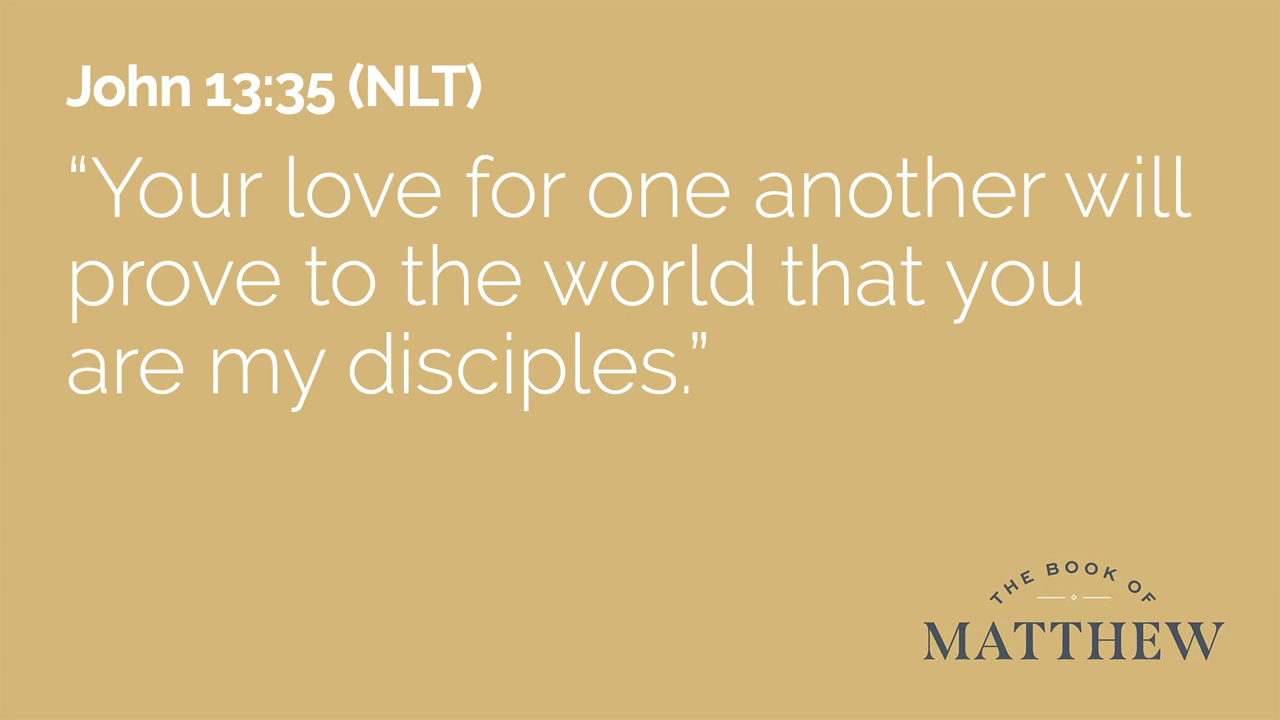 John 13:35 (NLT)
“Your love for one another will
prove to the world that you
are my disciples.”
THE BOOK OF
MATTHEW